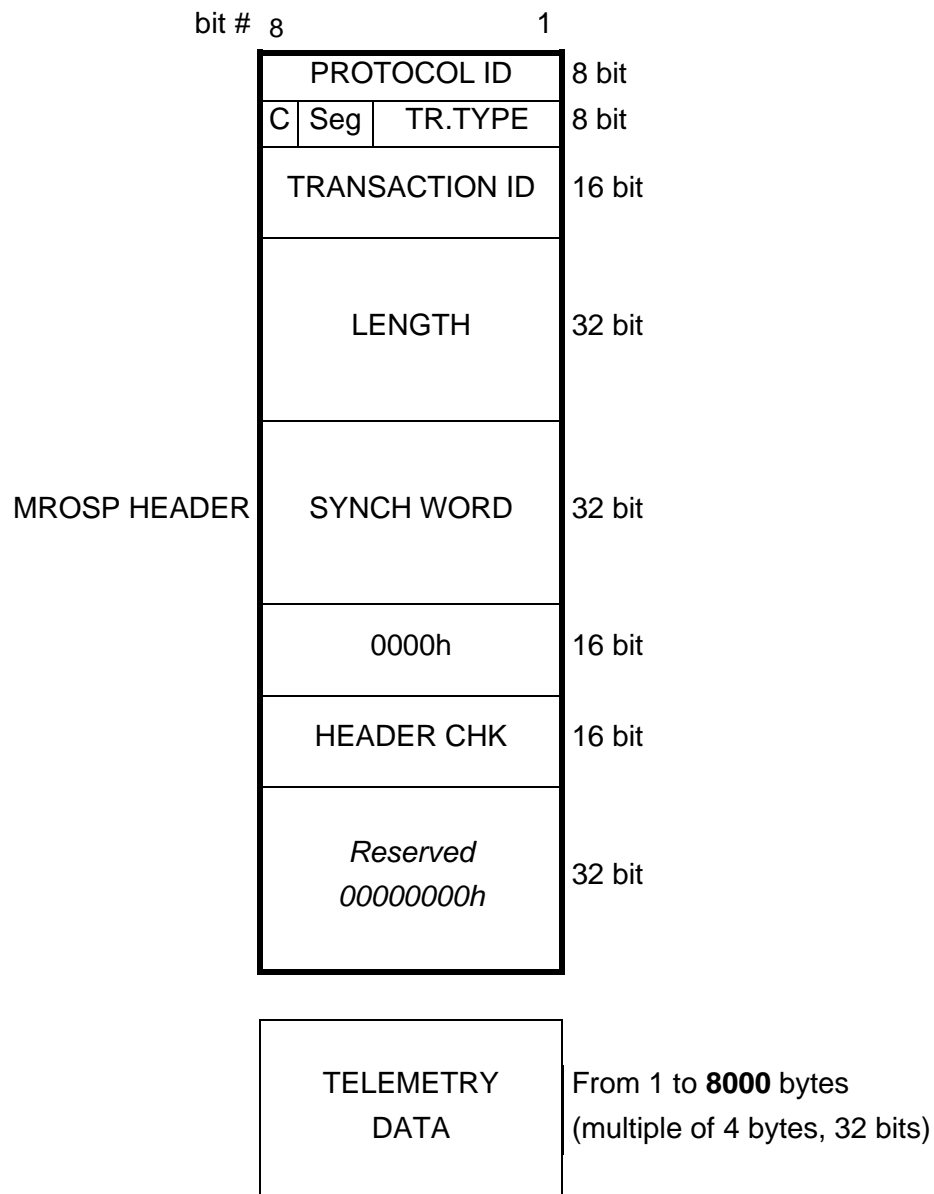 bit # 8 1
PROTOCOL ID 8 bit
C Seg TR.TYPE 8 bit
TRANSACTION ID 16 bit
LENGTH 32 bit
MROSP HEADER SYNCH WORD 32 bit
0000h 16 bit
HEADER CHK 16 bit
Reserved
00000000h
32 bit
TELEMETRY
DATA
From 1 to 8000 bytes
(multiple of 4 bytes, 32 bits)